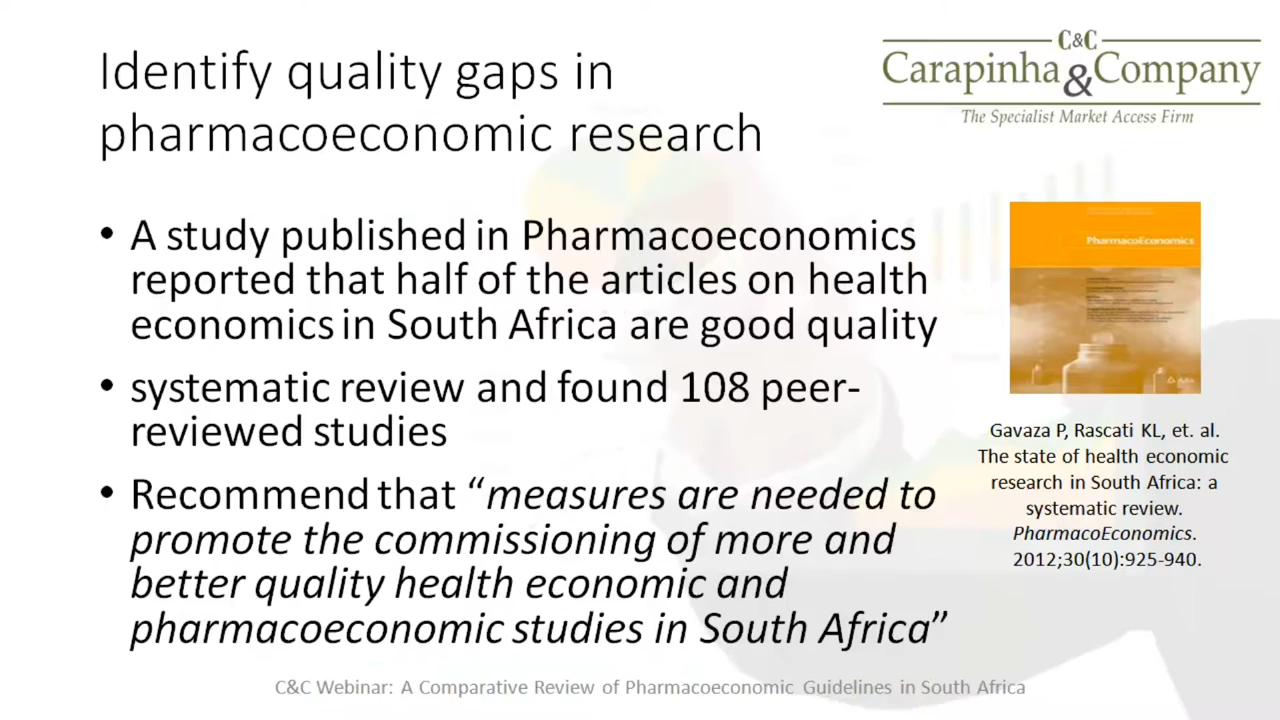 Identify quality gaps in
pharmacoeconomic research
C&C
Carapinha & Company
The Specialist Market Access Firm
• A study published in Pharmacoeconomics
reported that half of the articles on health
economics in South Africa are good quality
• systematic review and found 108 peer-
reviewed studies
• Recommend that “measures are needed to
promote the commissioning of more and
better quality health economic and
pharmacoeconomic studies in South Africa”
PharmacoEconomics
Gavaza P, Rascati KL, et. al.
The state of health economic
research in South Africa: a
systematic review.
PharmacoEconomics.
2012;30(10):925-940.
C&C Webinar: A Comparative Review of Pharmacoeconomic Guidelines in South Africa